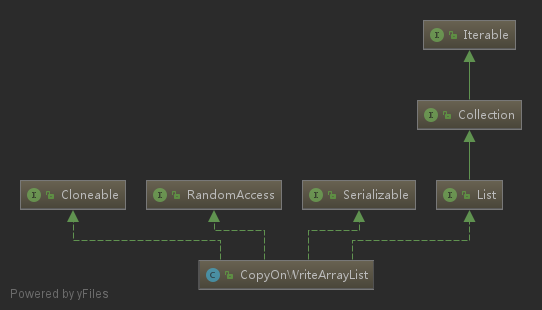 I Iterable
I Collection
I Cloneable
I RandomAccess
I Serializable
I List
C CopyOnWriteArrayList
Powered by yFiles